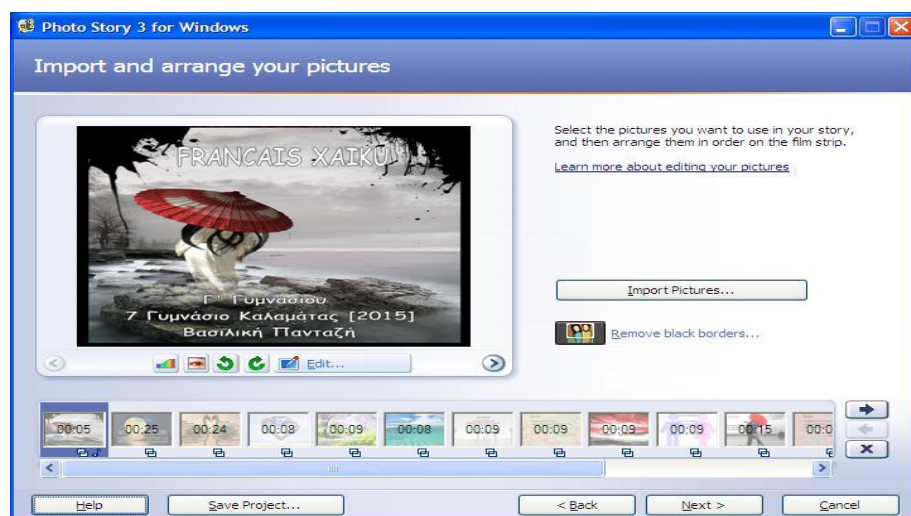 Photo Story 3 for Windows
Import and arrange your pictures
FRANCAIS XAIKU
Γ' Γυμνάσιου
7 Γυμνάσιο Καλαμάτας [2015]
Βασιλική Πανταζή
Edit...
Select the pictures you want to use in your story,
and then arrange them in order on the film strip.
Learn more about editing your pictures
Import Pictures...
Remove black borders...
00:05 00:25 00:24 00:08 00:09 00:08 00:09 00:09 00:09 00:09 00:15 00:0
Help Save Project... < Back Next > Cancel